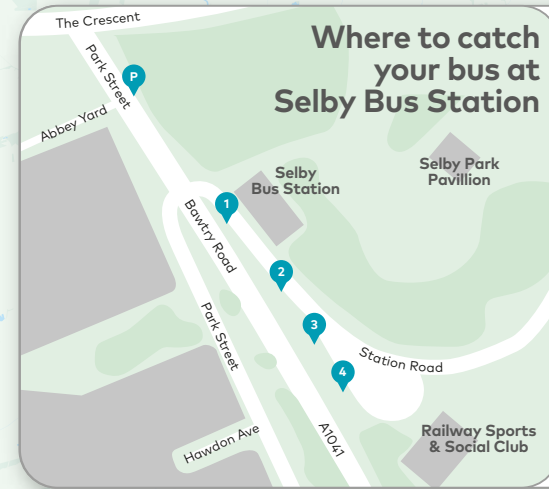 The Crescent
Where to catch
your bus at
Selby Bus Station
Park Street
P
Abbey Yard
Selby
Bus Station
Selby Park
Pavillion
1
Bawtry Road
2
Park Street
3
Station Road
4
A1041
Hawdon Ave
Railway Sports
& Social Club